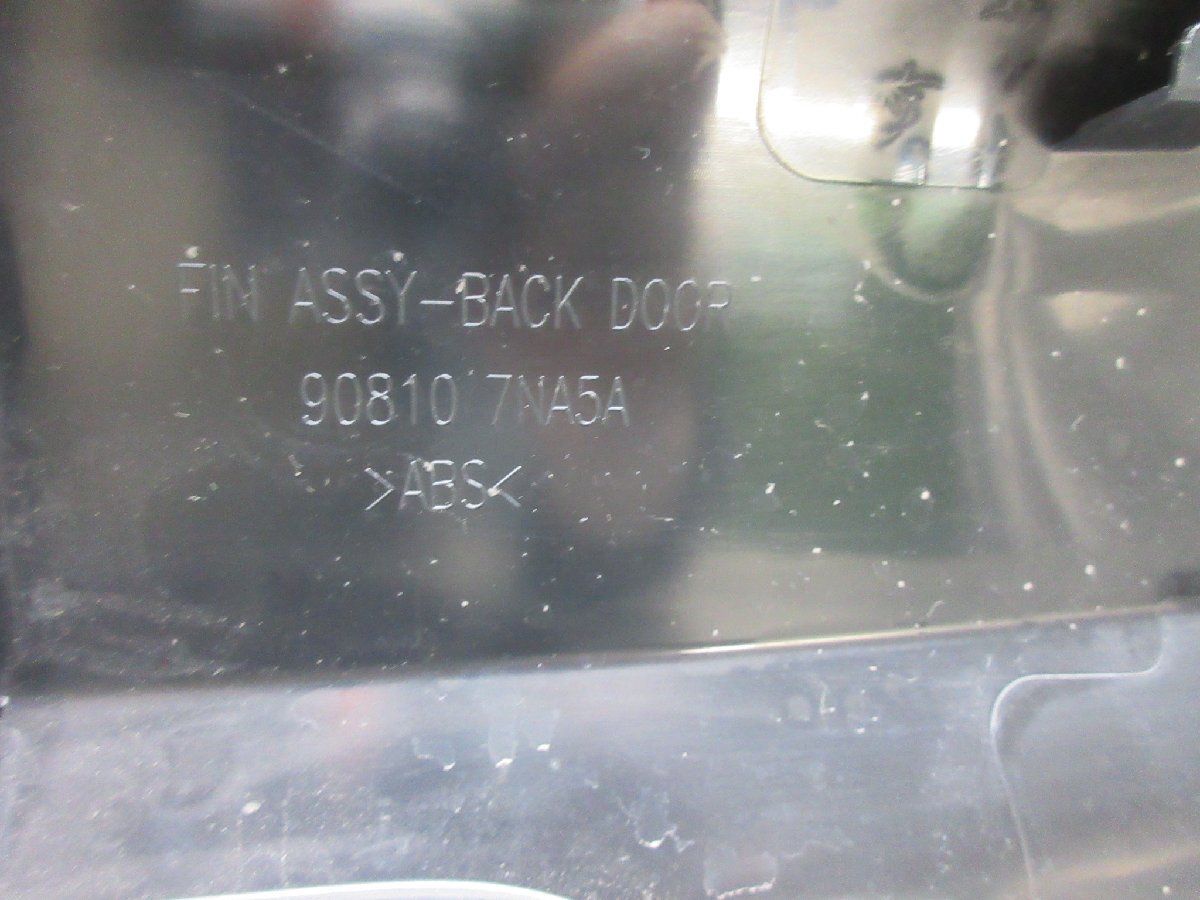 FIN ASSY-BACK DOOR
90810 7NA5A
>ABS<